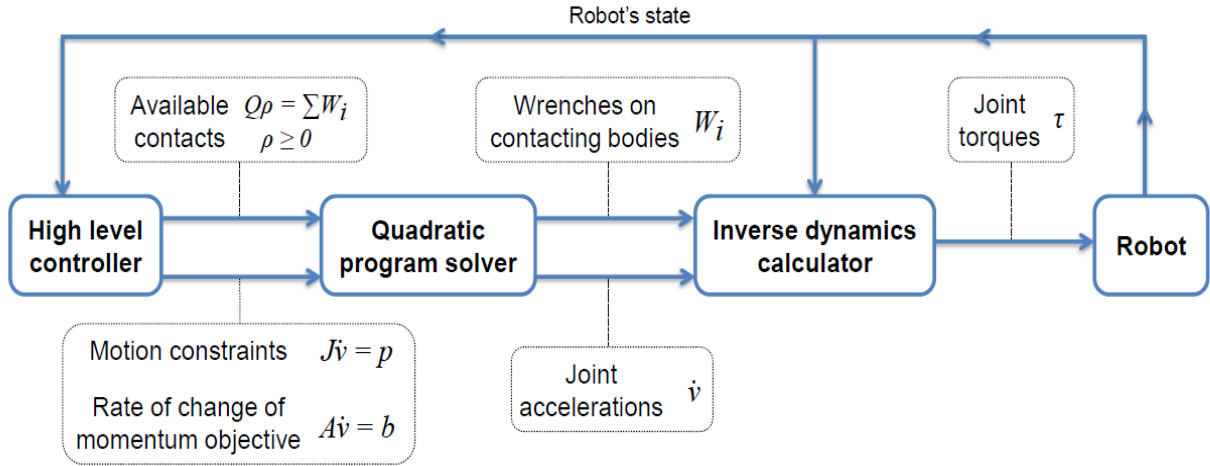 Robot's state
Available
contacts
Qρ = ∑Wi
ρ ≥ 0
Wrenches on
contacting bodies
Wi
Joint
torques
τ
High level
controller
Quadratic
program solver
Inverse dynamics
calculator
Robot
Motion constraints Jv̇ = p
Rate of change of
momentum objective
Av̇ = b
Joint
accelerations
v̇